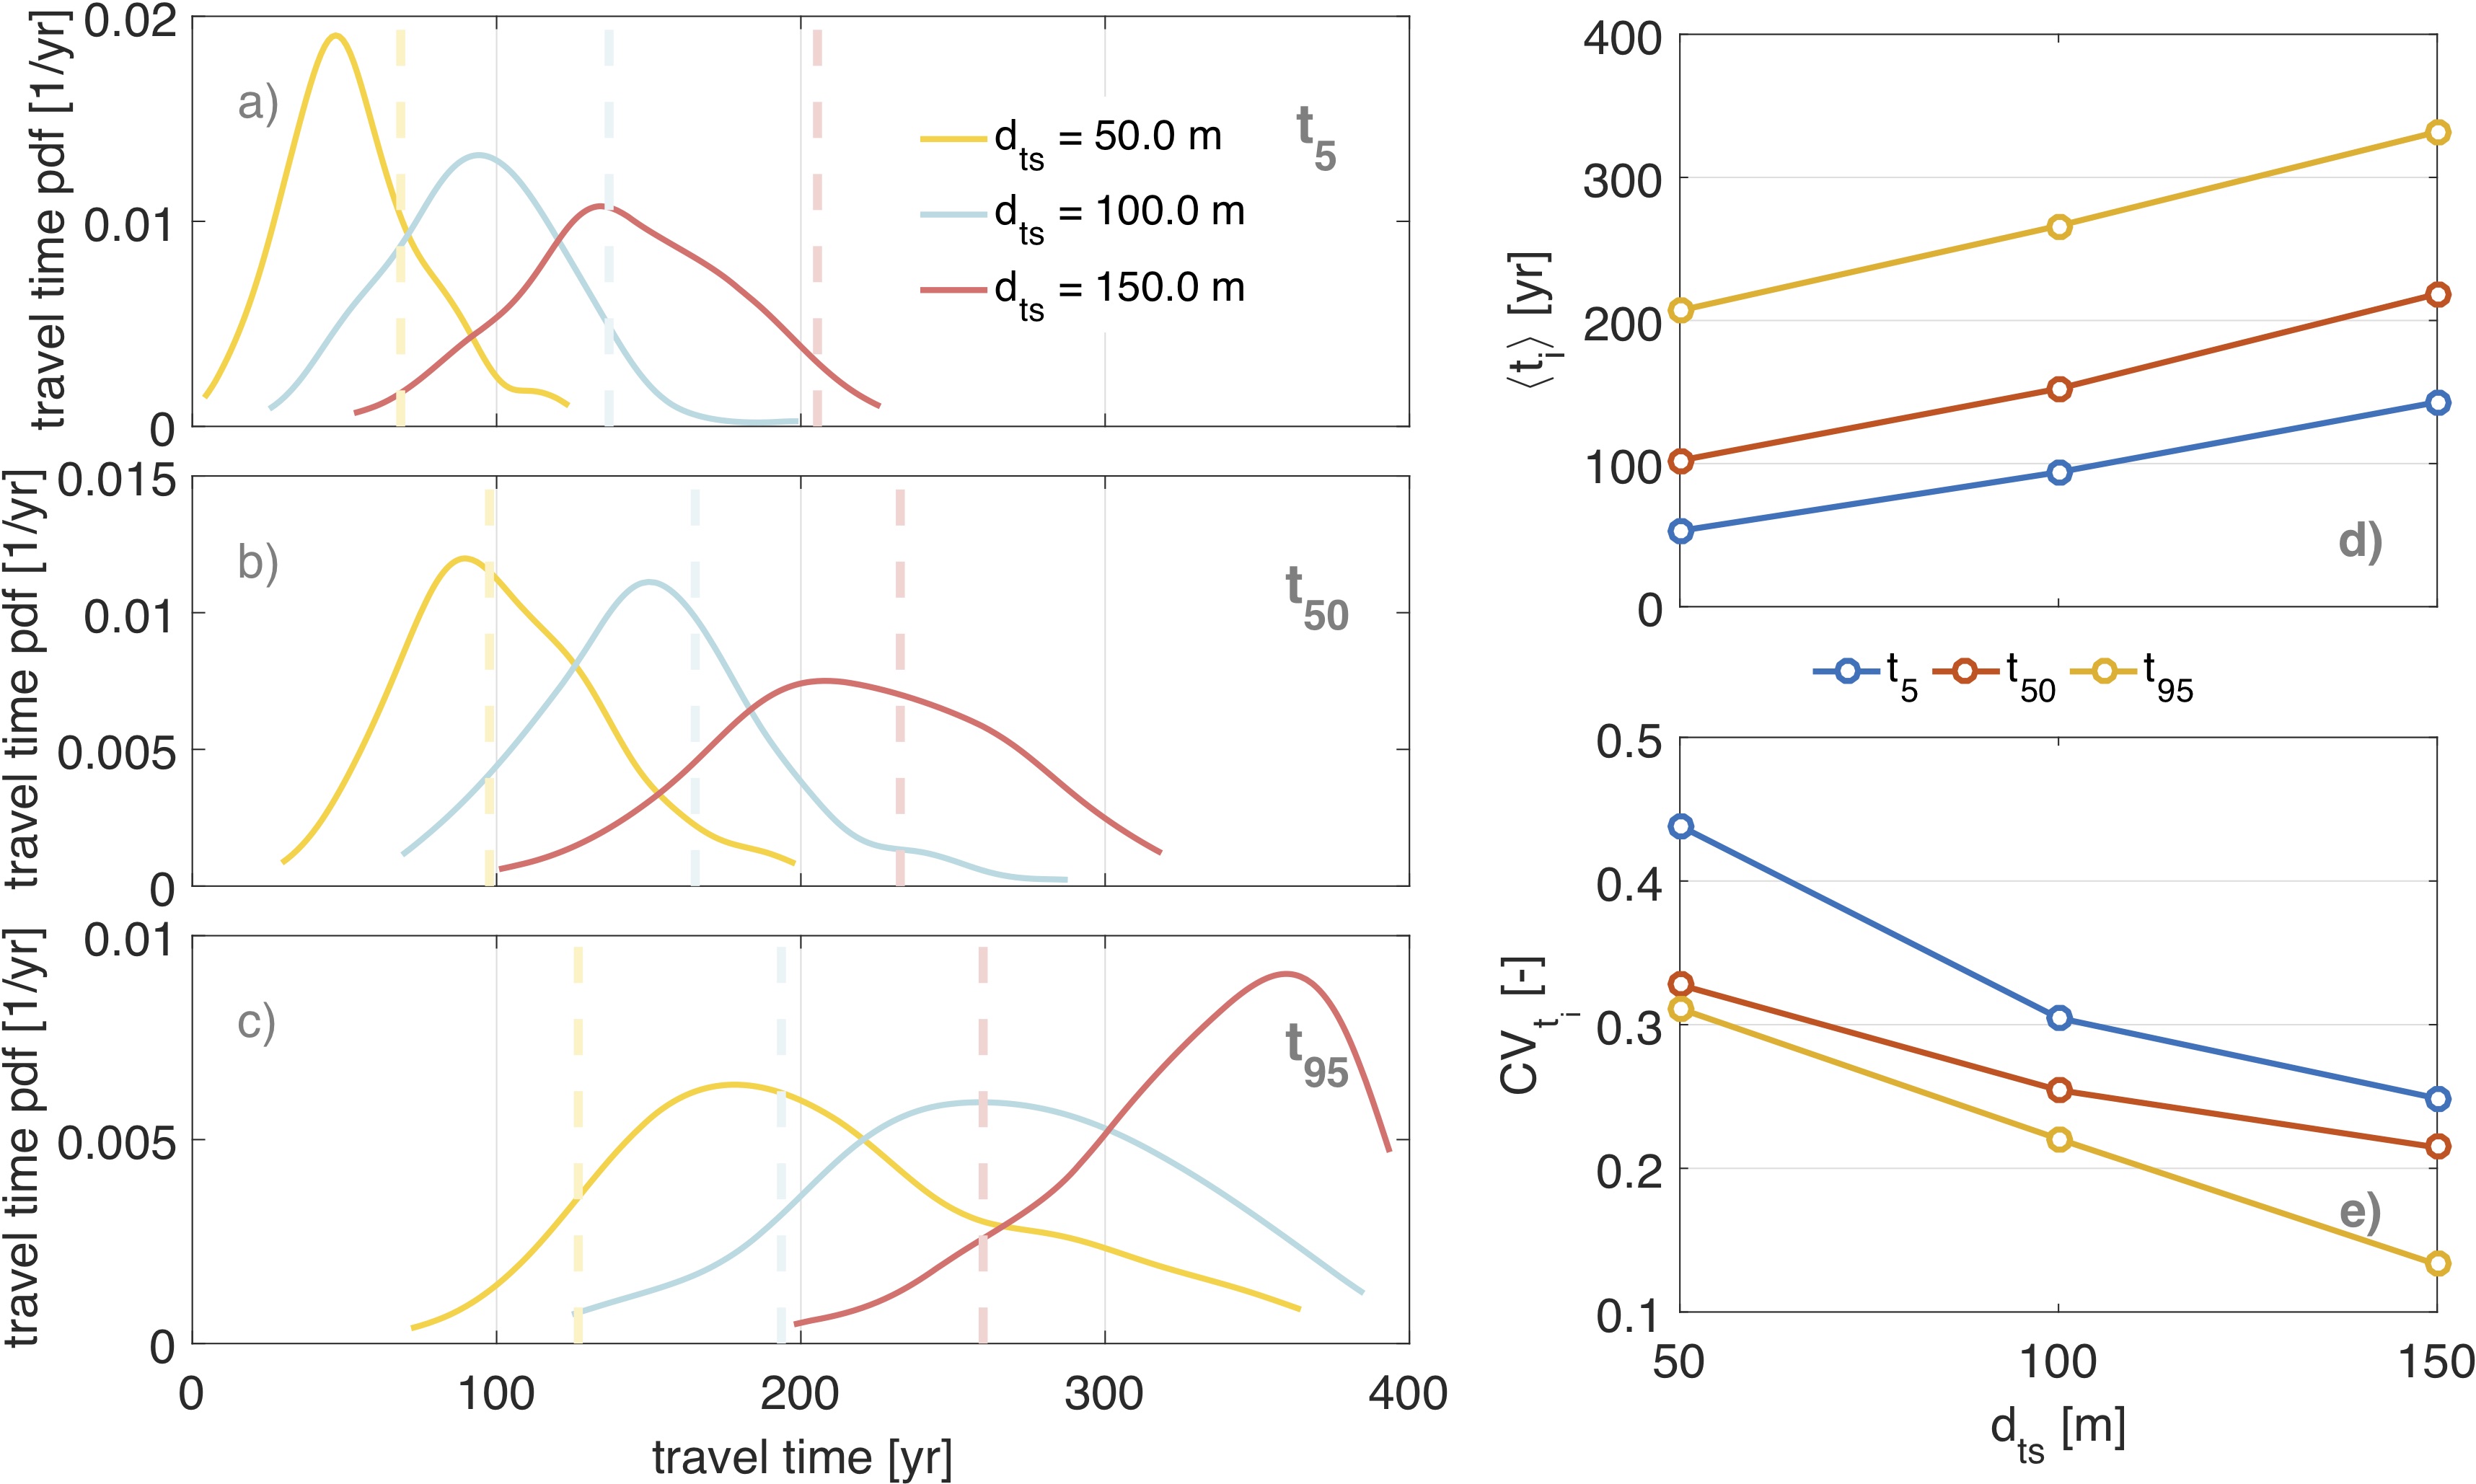 travel time pdf [1/yr]
0.02
0.01
0
a)
d_ts = 50.0 m
d_ts = 100.0 m
d_ts = 150.0 m
t_5
travel time pdf [1/yr]
0.015
0.01
0.005
0
b)
t_50
travel time pdf [1/yr]
0.01
0.005
0
c)
t_95
0 100 200 300 400
travel time [yr]
⟨t_i⟩ [yr]
400
300
200
100
0
d)
t_5 t_50 t_95
CV_t_i [-]
0.5
0.4
0.3
0.2
0.1
e)
50 100 150
d_ts [m]